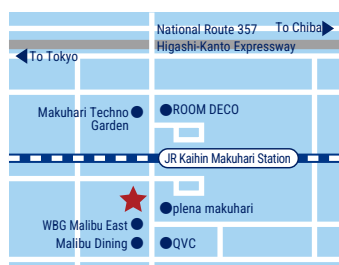 National Route 357
To Chiba
Higashi-Kanto Expressway
To Tokyo
Makuhari Techno
Garden
ROOM DECO
JR Kaihin Makuhari Station
plena makuhari
WBG Malibu East
Malibu Dining
QVC